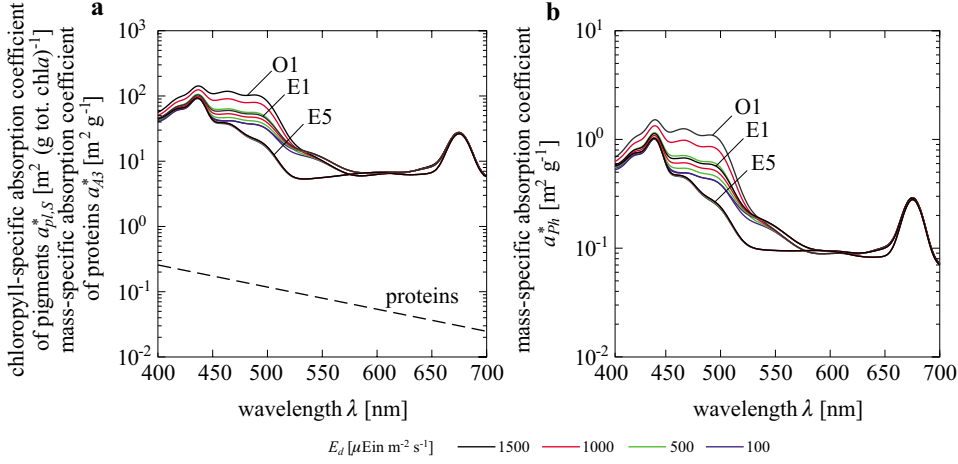 a
chloropyll-specific absorption coefficient
of pigments a*pl,S [m² (g tot. chla)⁻¹]
mass-specific absorption coefficient
of proteins a*A3 [m² g⁻¹]
10³
10²
10¹
10⁰
10⁻¹
10⁻²
O1
E1
E5
proteins
400 450 500 550 600 650 700
wavelength λ [nm]
b
mass-specific absorption coefficient
a*Ph [m² g⁻¹]
10¹
10⁰
10⁻¹
10⁻²
O1
E1
E5
400 450 500 550 600 650 700
wavelength λ [nm]
Ed [μEin m⁻² s⁻¹] 1500 1000 500 100